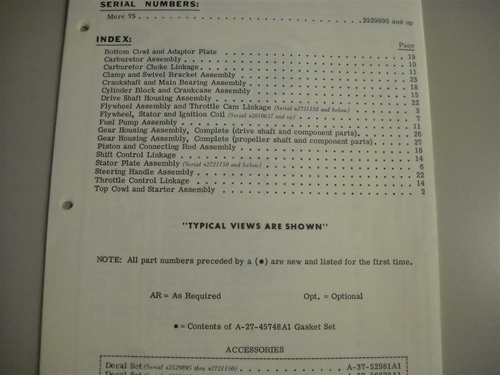 SERIAL NUMBERS:
Merc 75 . . . . . . . . . . . . . . . . . . . . . . . . . . . . 2529895 and up
INDEX:
Page
Bottom Cowl and Adaptor Plate . . . . . . . . . . 19
Carburetor Assembly . . . . . . . . . . 10
Carburetor Choke Linkage . . . . . . . . . . 11
Clamp and Swivel Bracket Assembly . . . . . . . . . . 23
Crankshaft and Main Bearing Assembly . . . . . . . . . . 18
Cylinder Block and Crankcase Assembly . . . . . . . . . . 15
Drive Shaft Housing Assembly . . . . . . . . . . 22
Flywheel Assembly and Throttle Cam Linkage (Serial #2721150 and below) . . . . . 3
Flywheel, Stator and Ignition Coil (Serial #2810637 and up) . . . . . . . . 7
Fuel Pump Assembly . . . . . . . . . . 11
Gear Housing Assembly, Complete (drive shaft and component parts) . . . . . 26
Gear Housing Assembly, Complete (propeller shaft and component parts) . . . . 27
Piston and Connecting Rod Assembly . . . . . . . . . . 18
Shift Control Linkage . . . . . . . . . . 14
Stator Plate Assembly (Serial #2721150 and below) . . . . . . . . . . 6
Steering Handle Assembly . . . . . . . . . . 22
Throttle Control Linkage . . . . . . . . . . 14
Top Cowl and Starter Assembly . . . . . . . . . . 2
"TYPICAL VIEWS ARE SHOWN"
NOTE: All part numbers preceded by a (●) are new and listed for the first time.
AR = As Required Opt. = Optional
■ = Contents of A-27-45748A1 Gasket Set
ACCESSORIES
Decal Set (Serial #2529895 thru #2721150) . . . . . . . . . . A-37-52981A1
Decal Set